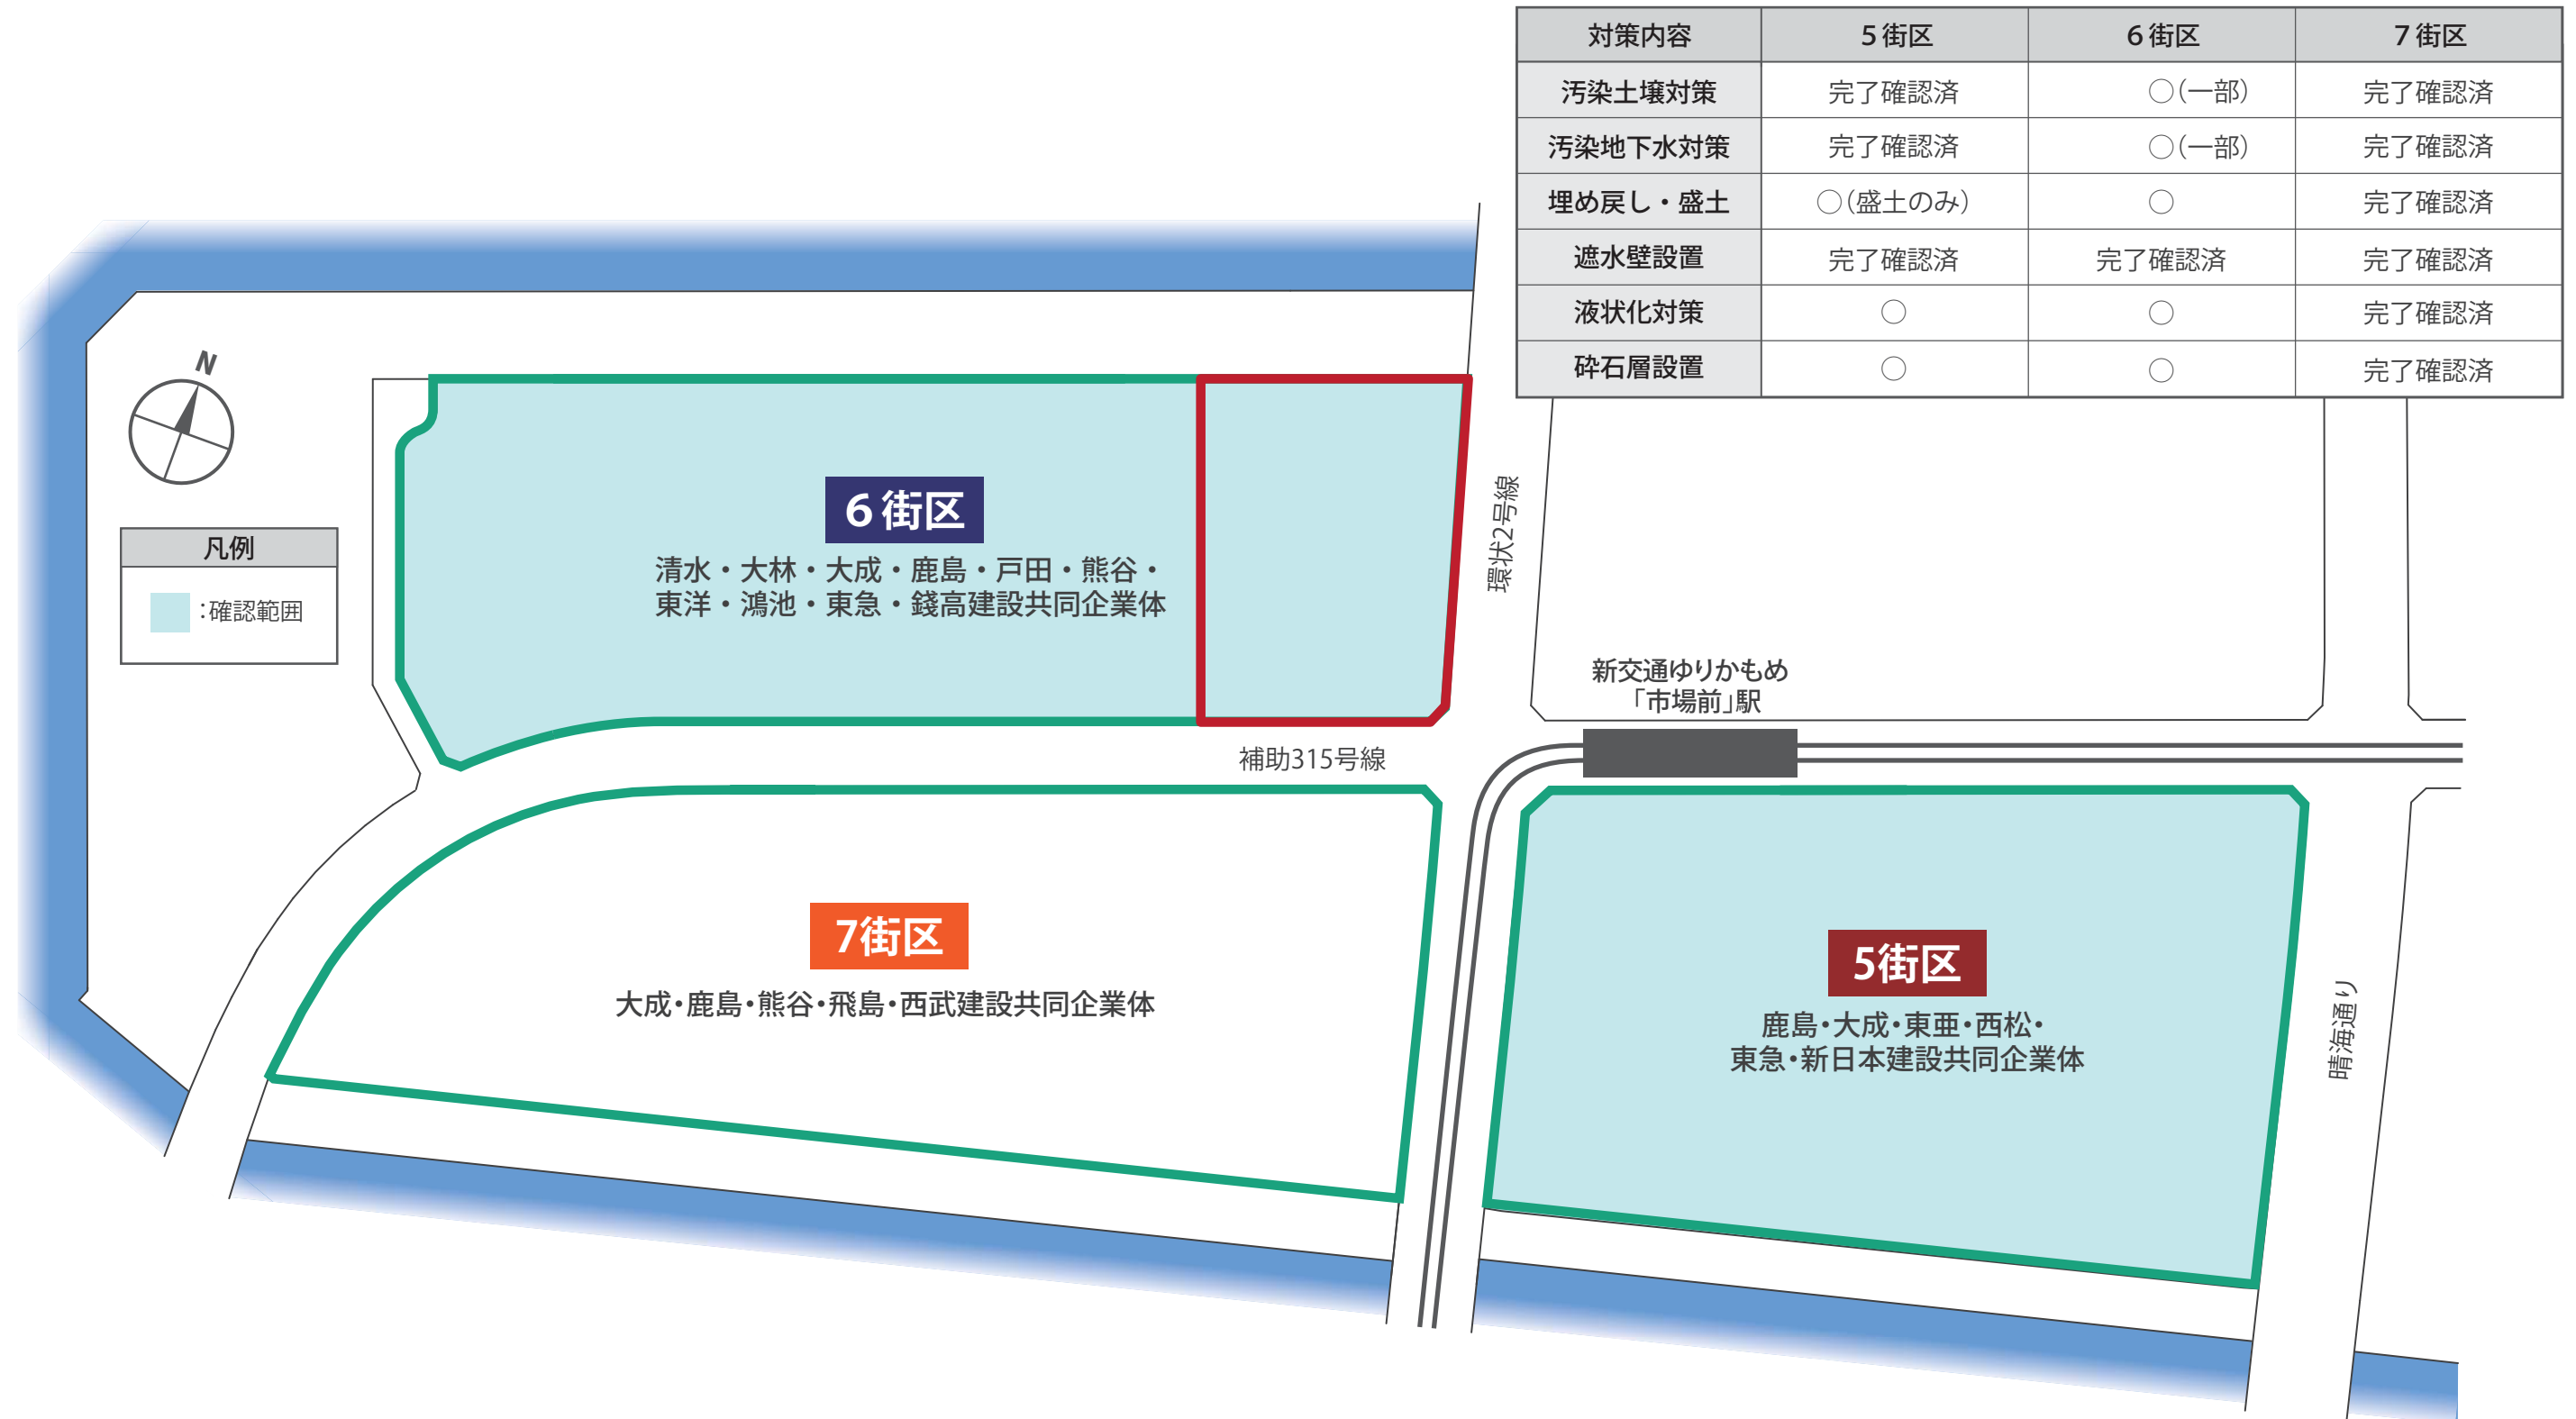 対策内容 5街区 6街区 7街区
汚染土壌対策 完了確認済 ○(一部) 完了確認済
汚染地下水対策 完了確認済 ○(一部) 完了確認済
埋め戻し・盛土 ○(盛土のみ) ○ 完了確認済
遮水壁設置 完了確認済 完了確認済 完了確認済
液状化対策 ○ ○ 完了確認済
砕石層設置 ○ ○ 完了確認済
N
凡例
:確認範囲
6街区
清水・大林・大成・鹿島・戸田・熊谷・
東洋・鴻池・東急・錢高建設共同企業体
環状2号線
新交通ゆりかもめ
「市場前」駅
補助315号線
7街区
大成・鹿島・熊谷・飛島・西武建設共同企業体
5街区
鹿島・大成・東亜・西松・
東急・新日本建設共同企業体
晴海通り